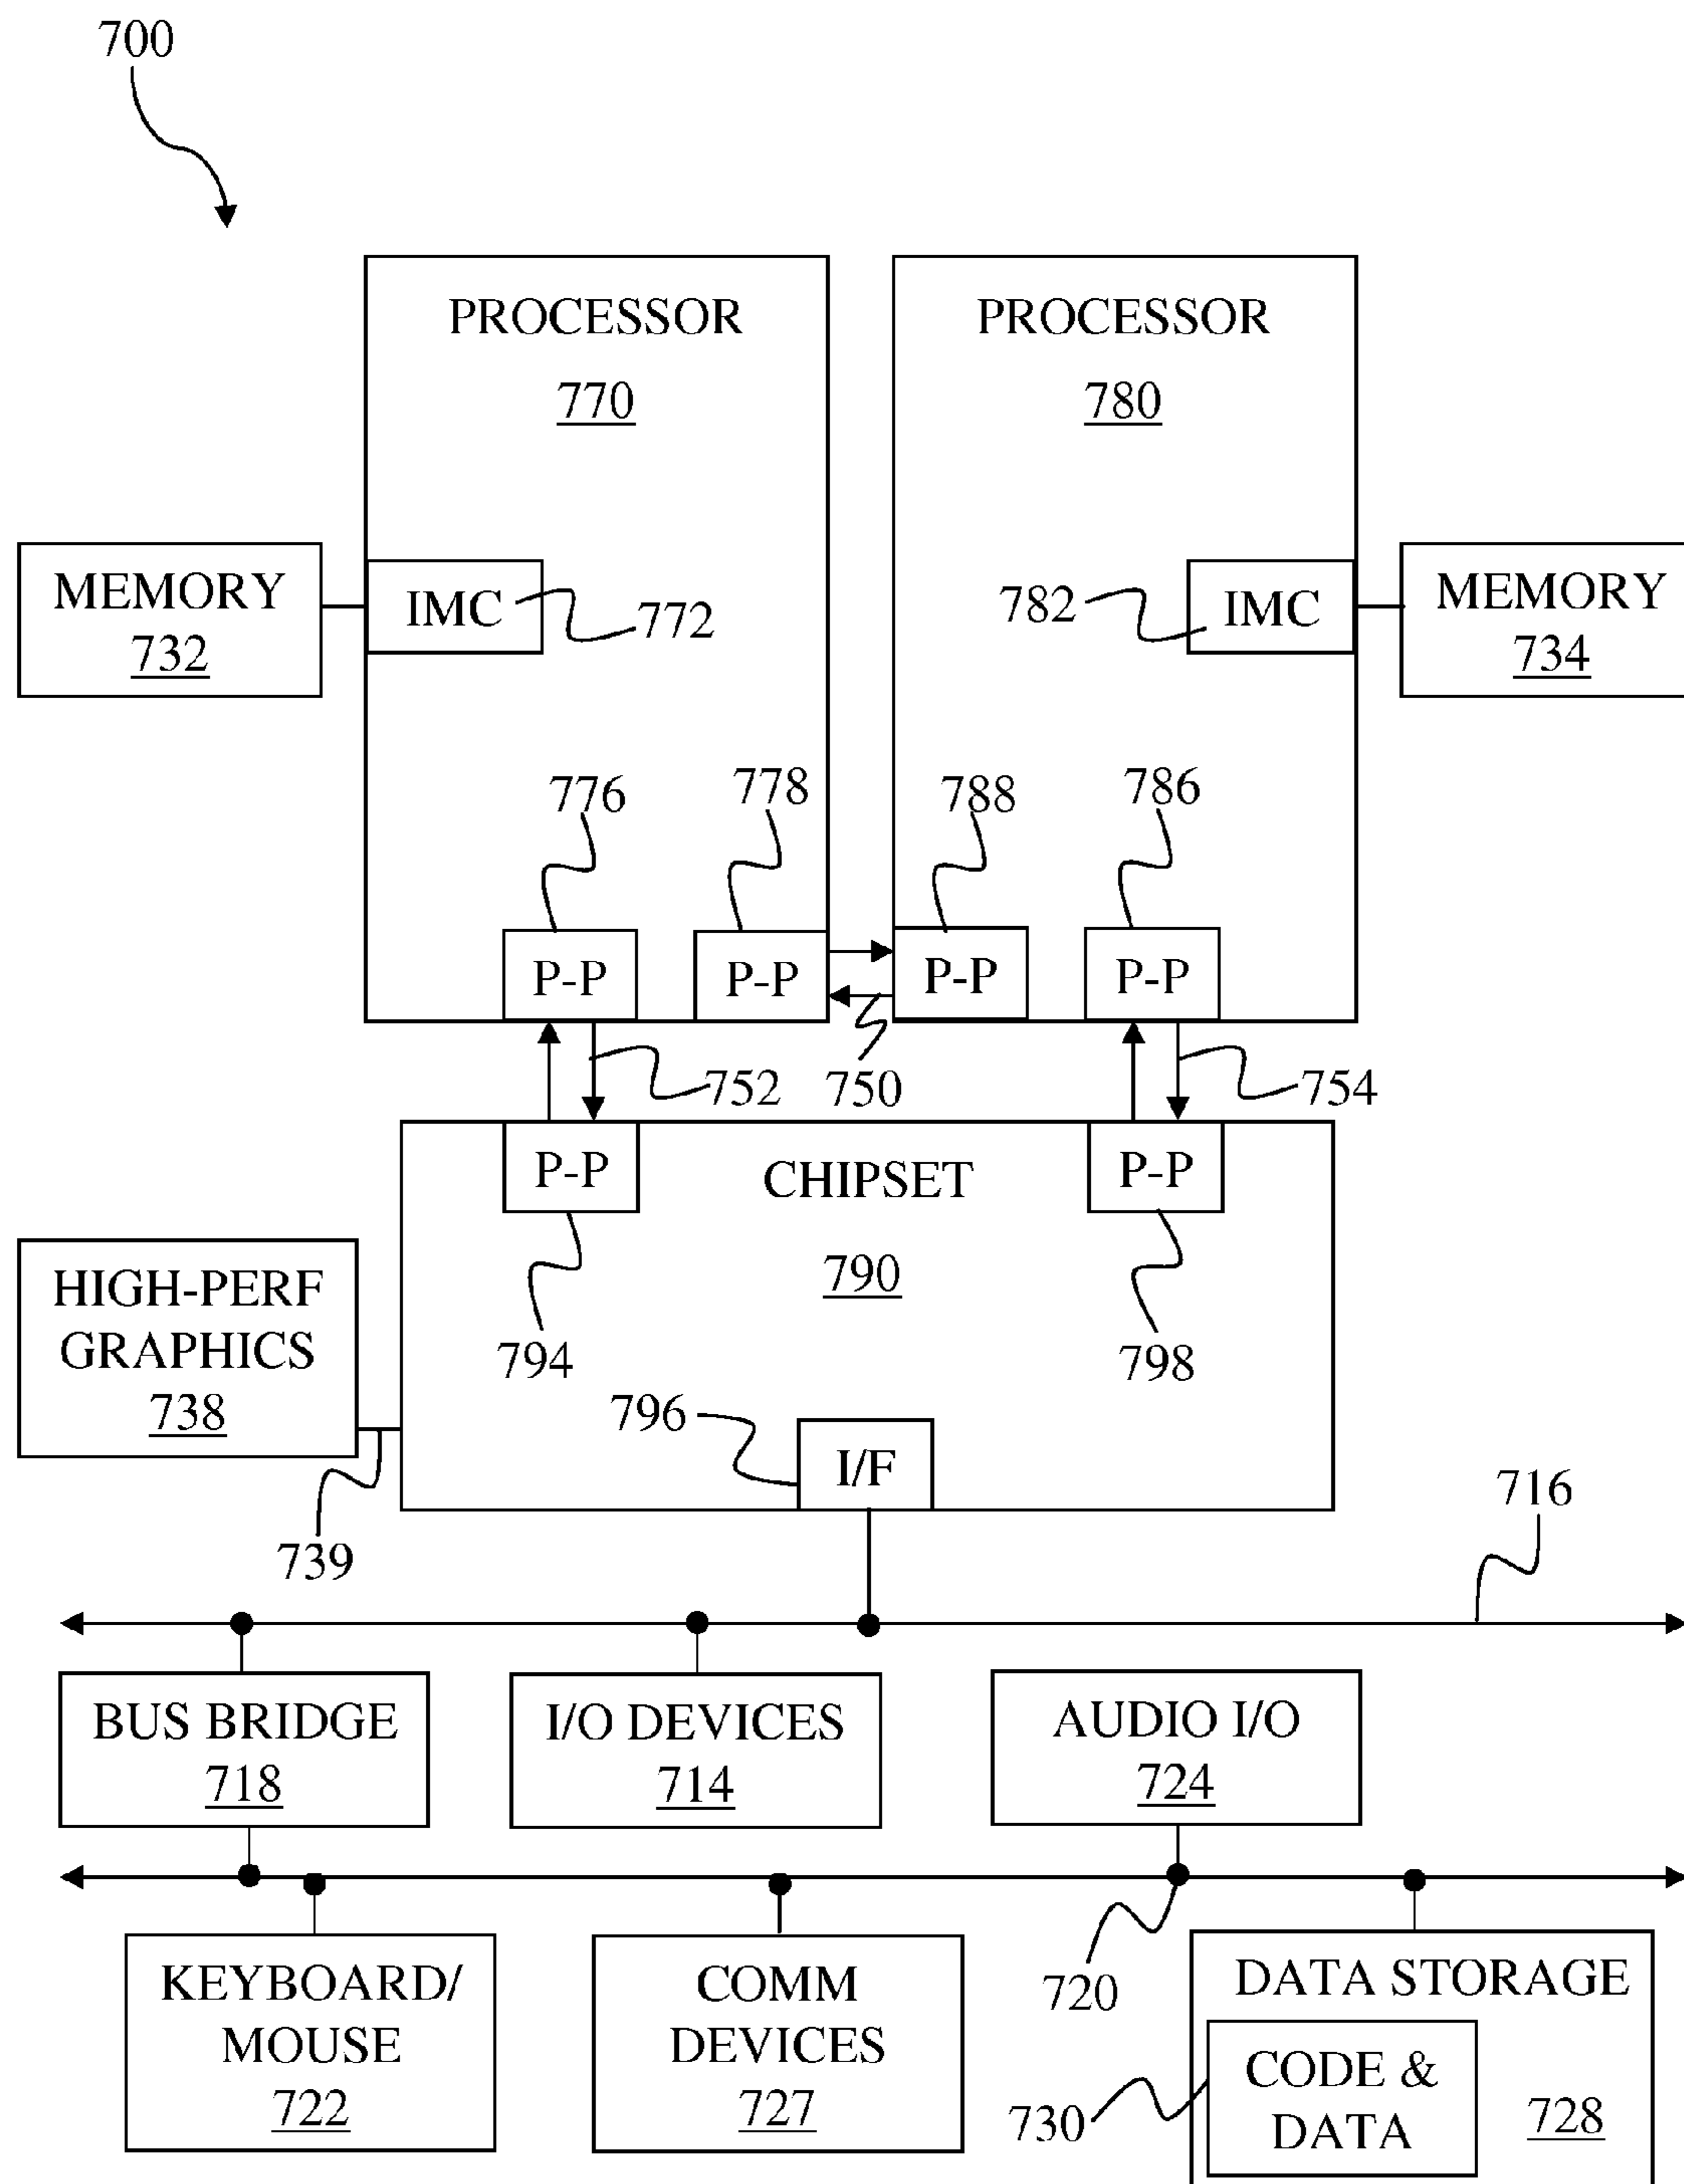 700
PROCESSOR
770
PROCESSOR
780
MEMORY
732
IMC
772
782
IMC
MEMORY
734
776
778
788
786
P-P
P-P
P-P
P-P
752
750
754
P-P
CHIPSET
P-P
790
HIGH-PERF
GRAPHICS
738
794
798
796
I/F
739
716
BUS BRIDGE
718
I/O DEVICES
714
AUDIO I/O
724
720
KEYBOARD/
MOUSE
722
COMM
DEVICES
727
DATA STORAGE
CODE &
DATA
730
728